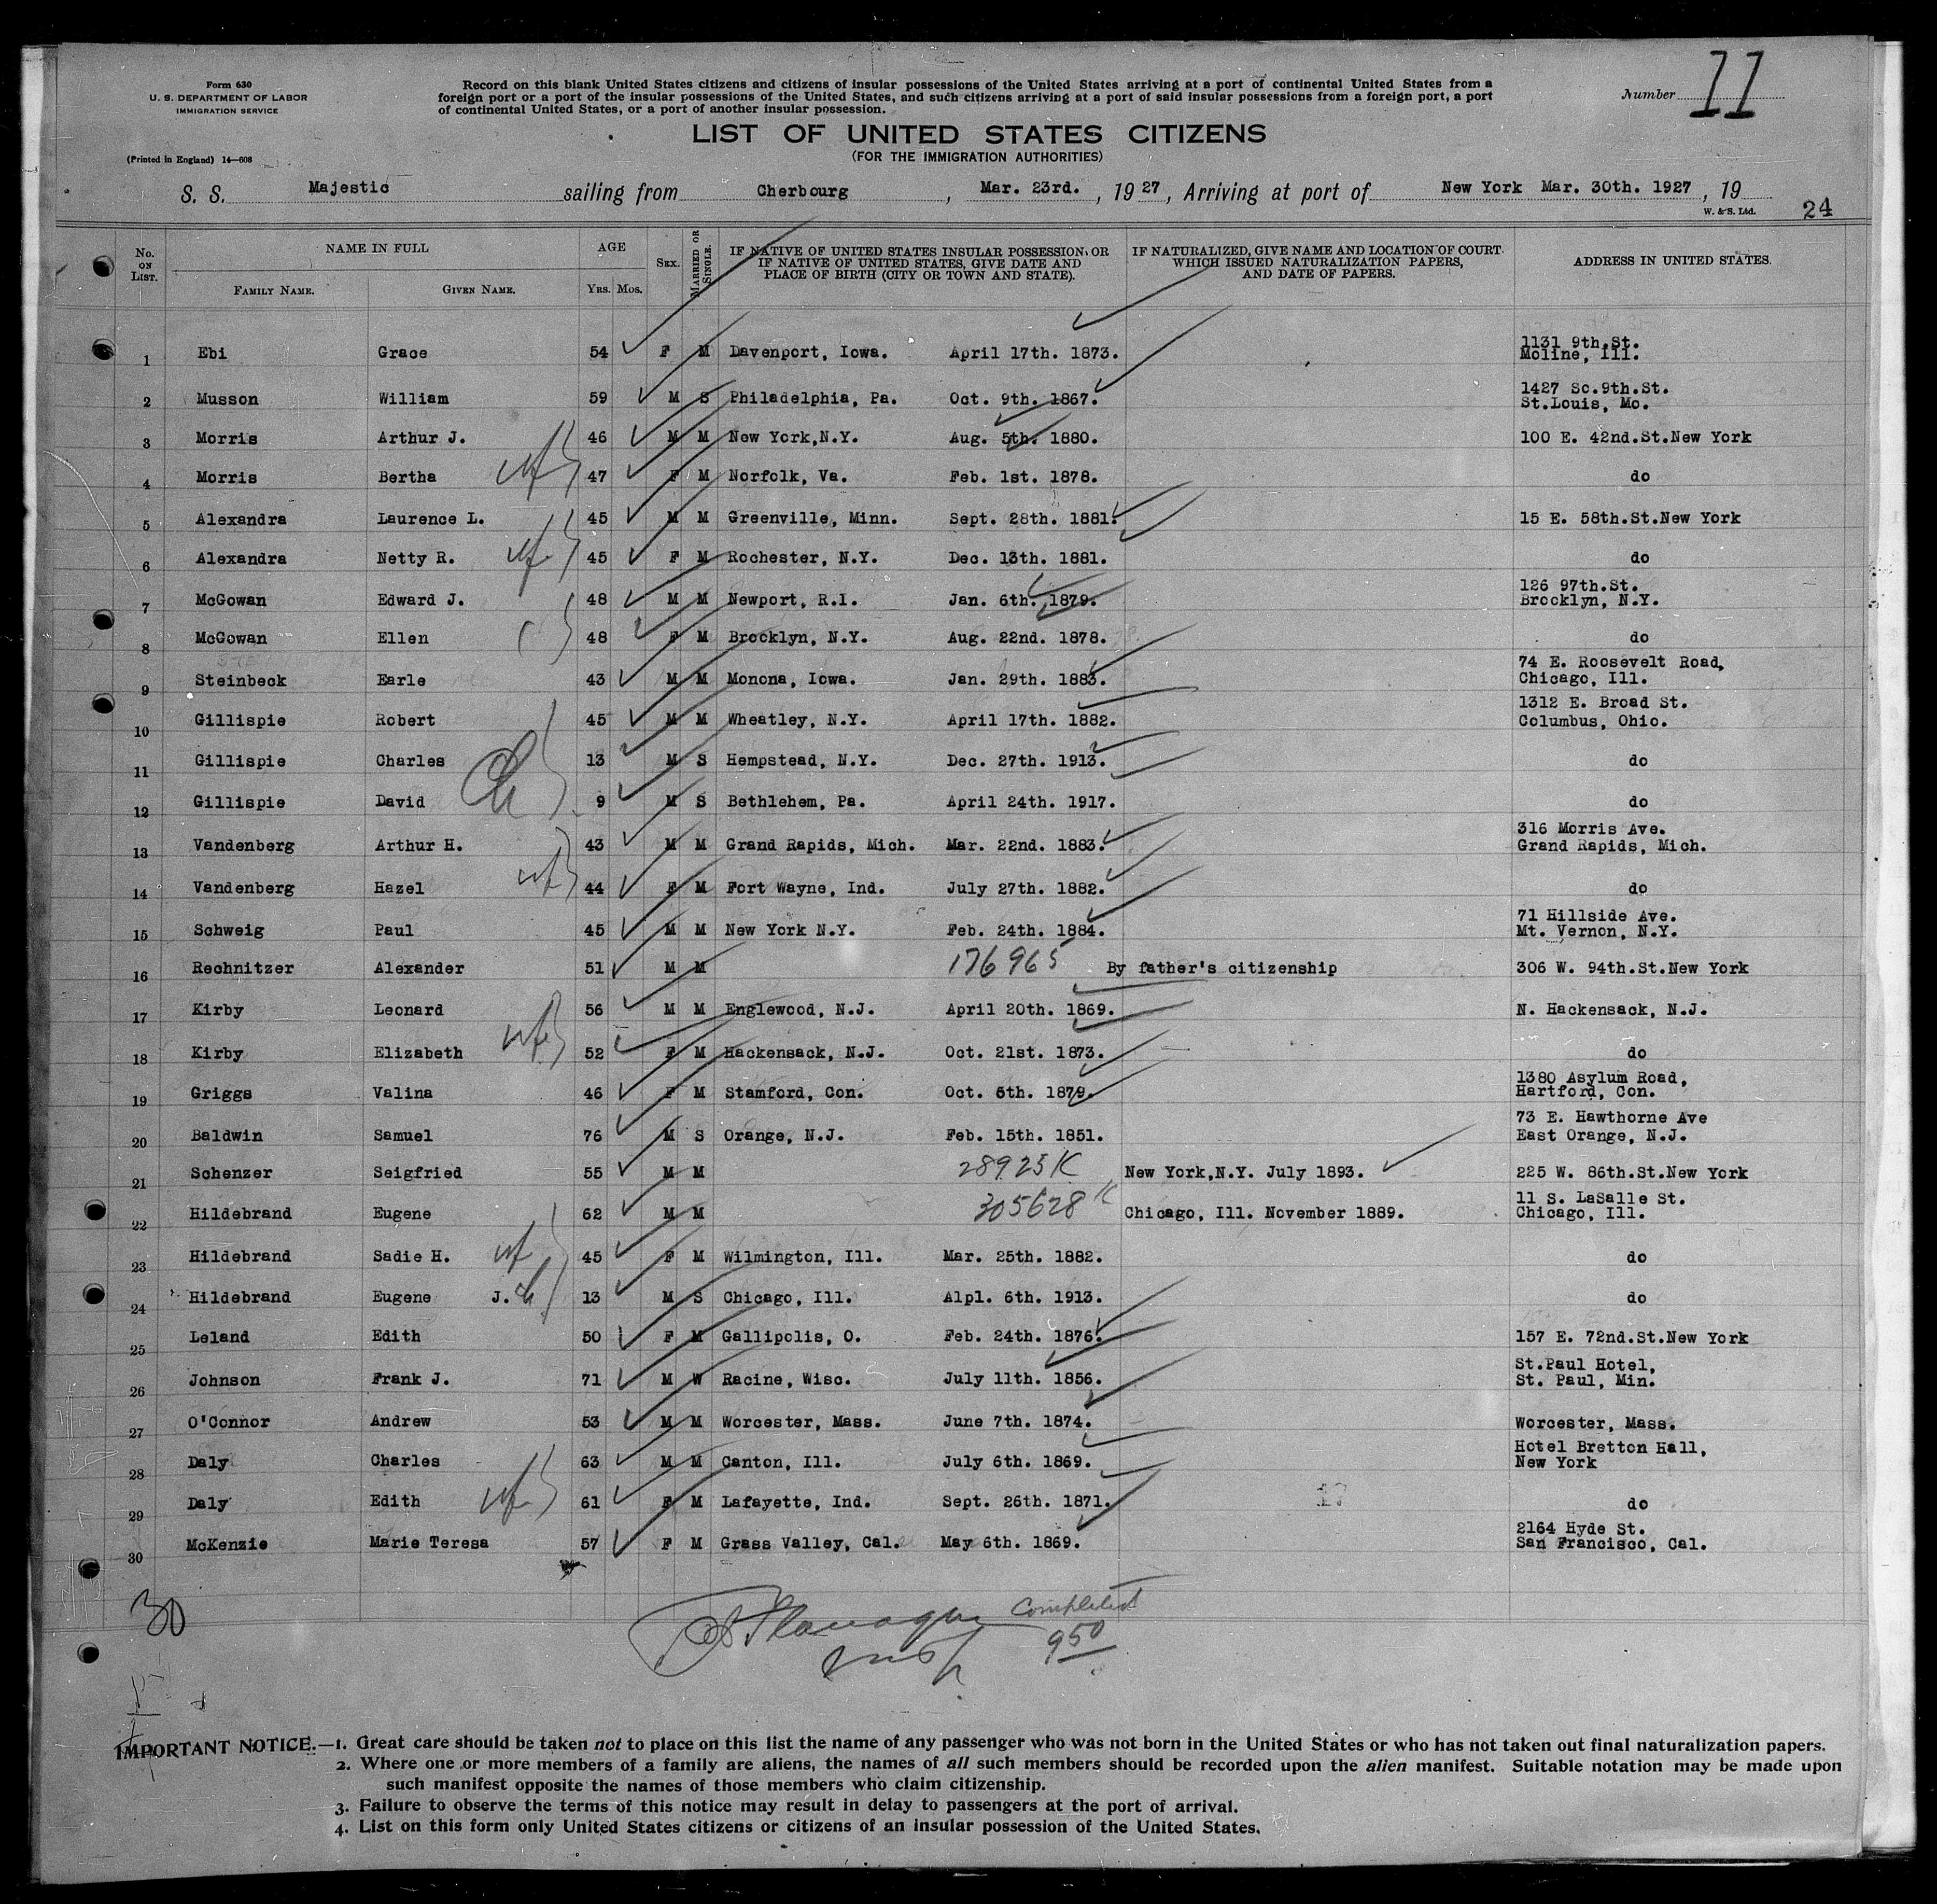 Form 630
U. S. DEPARTMENT OF LABOR
IMMIGRATION SERVICE
(Printed in England) 14—608
Record on this blank United States citizens and citizens of insular possessions of the United States arriving at a port of continental United States from a
foreign port or a port of the insular possessions of the United States, and such citizens arriving at a port of said insular possessions from a foreign port, a port
of continental United States, or a port of another insular possession.
Number 11
LIST OF UNITED STATES CITIZENS
(FOR THE IMMIGRATION AUTHORITIES)
S. S. Majestic sailing from Cherbourg, Mar. 23rd., 1927, Arriving at port of New York Mar. 30th. 1927, 19
W. & S. Ltd. 24
No. ON LIST. NAME IN FULL AGE SEX. MARRIED OR SINGLE. IF NATIVE OF UNITED STATES INSULAR POSSESSION OR IF NATIVE OF UNITED STATES, GIVE DATE AND PLACE OF BIRTH (CITY OR TOWN AND STATE). IF NATURALIZED, GIVE NAME AND LOCATION OF COURT WHICH ISSUED NATURALIZATION PAPERS, AND DATE OF PAPERS. ADDRESS IN UNITED STATES.
FAMILY NAME. GIVEN NAME. YRS. MOS.
1 Ebi Grace 54 F M Davenport, Iowa. April 17th. 1873. 1131 9th.St. Moline, Ill.
2 Musson William 59 M S Philadelphia, Pa. Oct. 9th. 1867. 1427 So.9th.St. St.Louis, Mo.
3 Morris Arthur J. 46 M M New York,N.Y. Aug. 5th. 1880. 100 E. 42nd.St.New York
4 Morris Bertha wf 47 F M Norfolk, Va. Feb. 1st. 1878. do
5 Alexandra Laurence L. 45 M M Greenville, Minn. Sept. 28th. 1881. 15 E. 58th.St.New York
6 Alexandra Netty R. wf 45 F M Rochester, N.Y. Dec. 13th. 1881. do
7 McGowan Edward J. 48 M M Newport, R.I. Jan. 6th. 1879. 126 97th.St. Brocklyn, N.Y.
8 McGowan Ellen 48 F M Brocklyn, N.Y. Aug. 22nd. 1878. do
9 Steinbeck Earle 43 M M Monona, Iowa. Jan. 29th. 1883. 74 E. Roosevelt Road, Chicago, Ill.
10 Gillispie Robert 45 M M Wheatley, N.Y. April 17th. 1882. 1312 E. Broad St. Columbus, Ohio.
11 Gillispie Charles 13 M S Hempstead, N.Y. Dec. 27th. 1913. do
12 Gillispie David Ch 9 M S Bethlehem, Pa. April 24th. 1917. do
13 Vandenberg Arthur H. 43 M M Grand Rapids, Mich. Mar. 22nd. 1883. 316 Morris Ave. Grand Rapids, Mich.
14 Vandenberg Hazel wf 44 F M Fort Wayne, Ind. July 27th. 1882. do
15 Schweig Paul 45 M M New York N.Y. Feb. 24th. 1884. 71 Hillside Ave. Mt. Vernon, N.Y.
16 Rechnitzer Alexander 51 M M 176965 By father's citizenship 306 W. 94th.St.New York
17 Kirby Leonard 56 M M Englewood, N.J. April 20th. 1869. N. Hackensack, N.J.
18 Kirby Elizabeth wf 52 F M Hackensack, N.J. Oct. 21st. 1873. do
19 Griggs Valina 46 F M Stamford, Con. Oct. 5th. 1879. 1380 Asylum Road, Hartford, Con.
20 Baldwin Samuel 76 M S Orange, N.J. Feb. 15th. 1851. 73 E. Hawthorne Ave East Orange, N.J.
21 Schenzer Seigfried 55 M M 28925 K New York,N.Y. July 1893. 225 W. 86th.St.New York
22 Hildebrand Eugene 62 M M 305628 K Chicago, Ill. November 1889. 11 S. LaSalle St. Chicago, Ill.
23 Hildebrand Sadie H. wf 45 F M Wilmington, Ill. Mar. 25th. 1882. do
24 Hildebrand Eugene J. ch 13 M S Chicago, Ill. Alpl. 6th. 1913. do
25 Leland Edith 50 F M Gallipolis, O. Feb. 24th. 1876. 157 E. 72nd.St.New York
26 Johnson Frank J. 71 M W Racine, Wisc. July 11th. 1856. St.Paul Hotel, St. Paul, Min.
27 O'Connor Andrew 53 M M Worcester, Mass. June 7th. 1874. Worcester, Mass.
28 Daly Charles 63 M M Canton, Ill. July 6th. 1869. Hotel Bretton Hall, New York
29 Daly Edith wf 61 F M Lafayette, Ind. Sept. 26th. 1871. do
30 McKenzie Marie Teresa 57 F M Grass Valley, Cal. May 6th. 1869. 2164 Hyde St. San Francisco, Cal.
30
Flanagan Completed
Insp 950
IMPORTANT NOTICE.—1. Great care should be taken not to place on this list the name of any passenger who was not born in the United States or who has not taken out final naturalization papers.
2. Where one or more members of a family are aliens, the names of all such members should be recorded upon the alien manifest. Suitable notation may be made upon
such manifest opposite the names of those members who claim citizenship.
3. Failure to observe the terms of this notice may result in delay to passengers at the port of arrival.
4. List on this form only United States citizens or citizens of an insular possession of the United States.